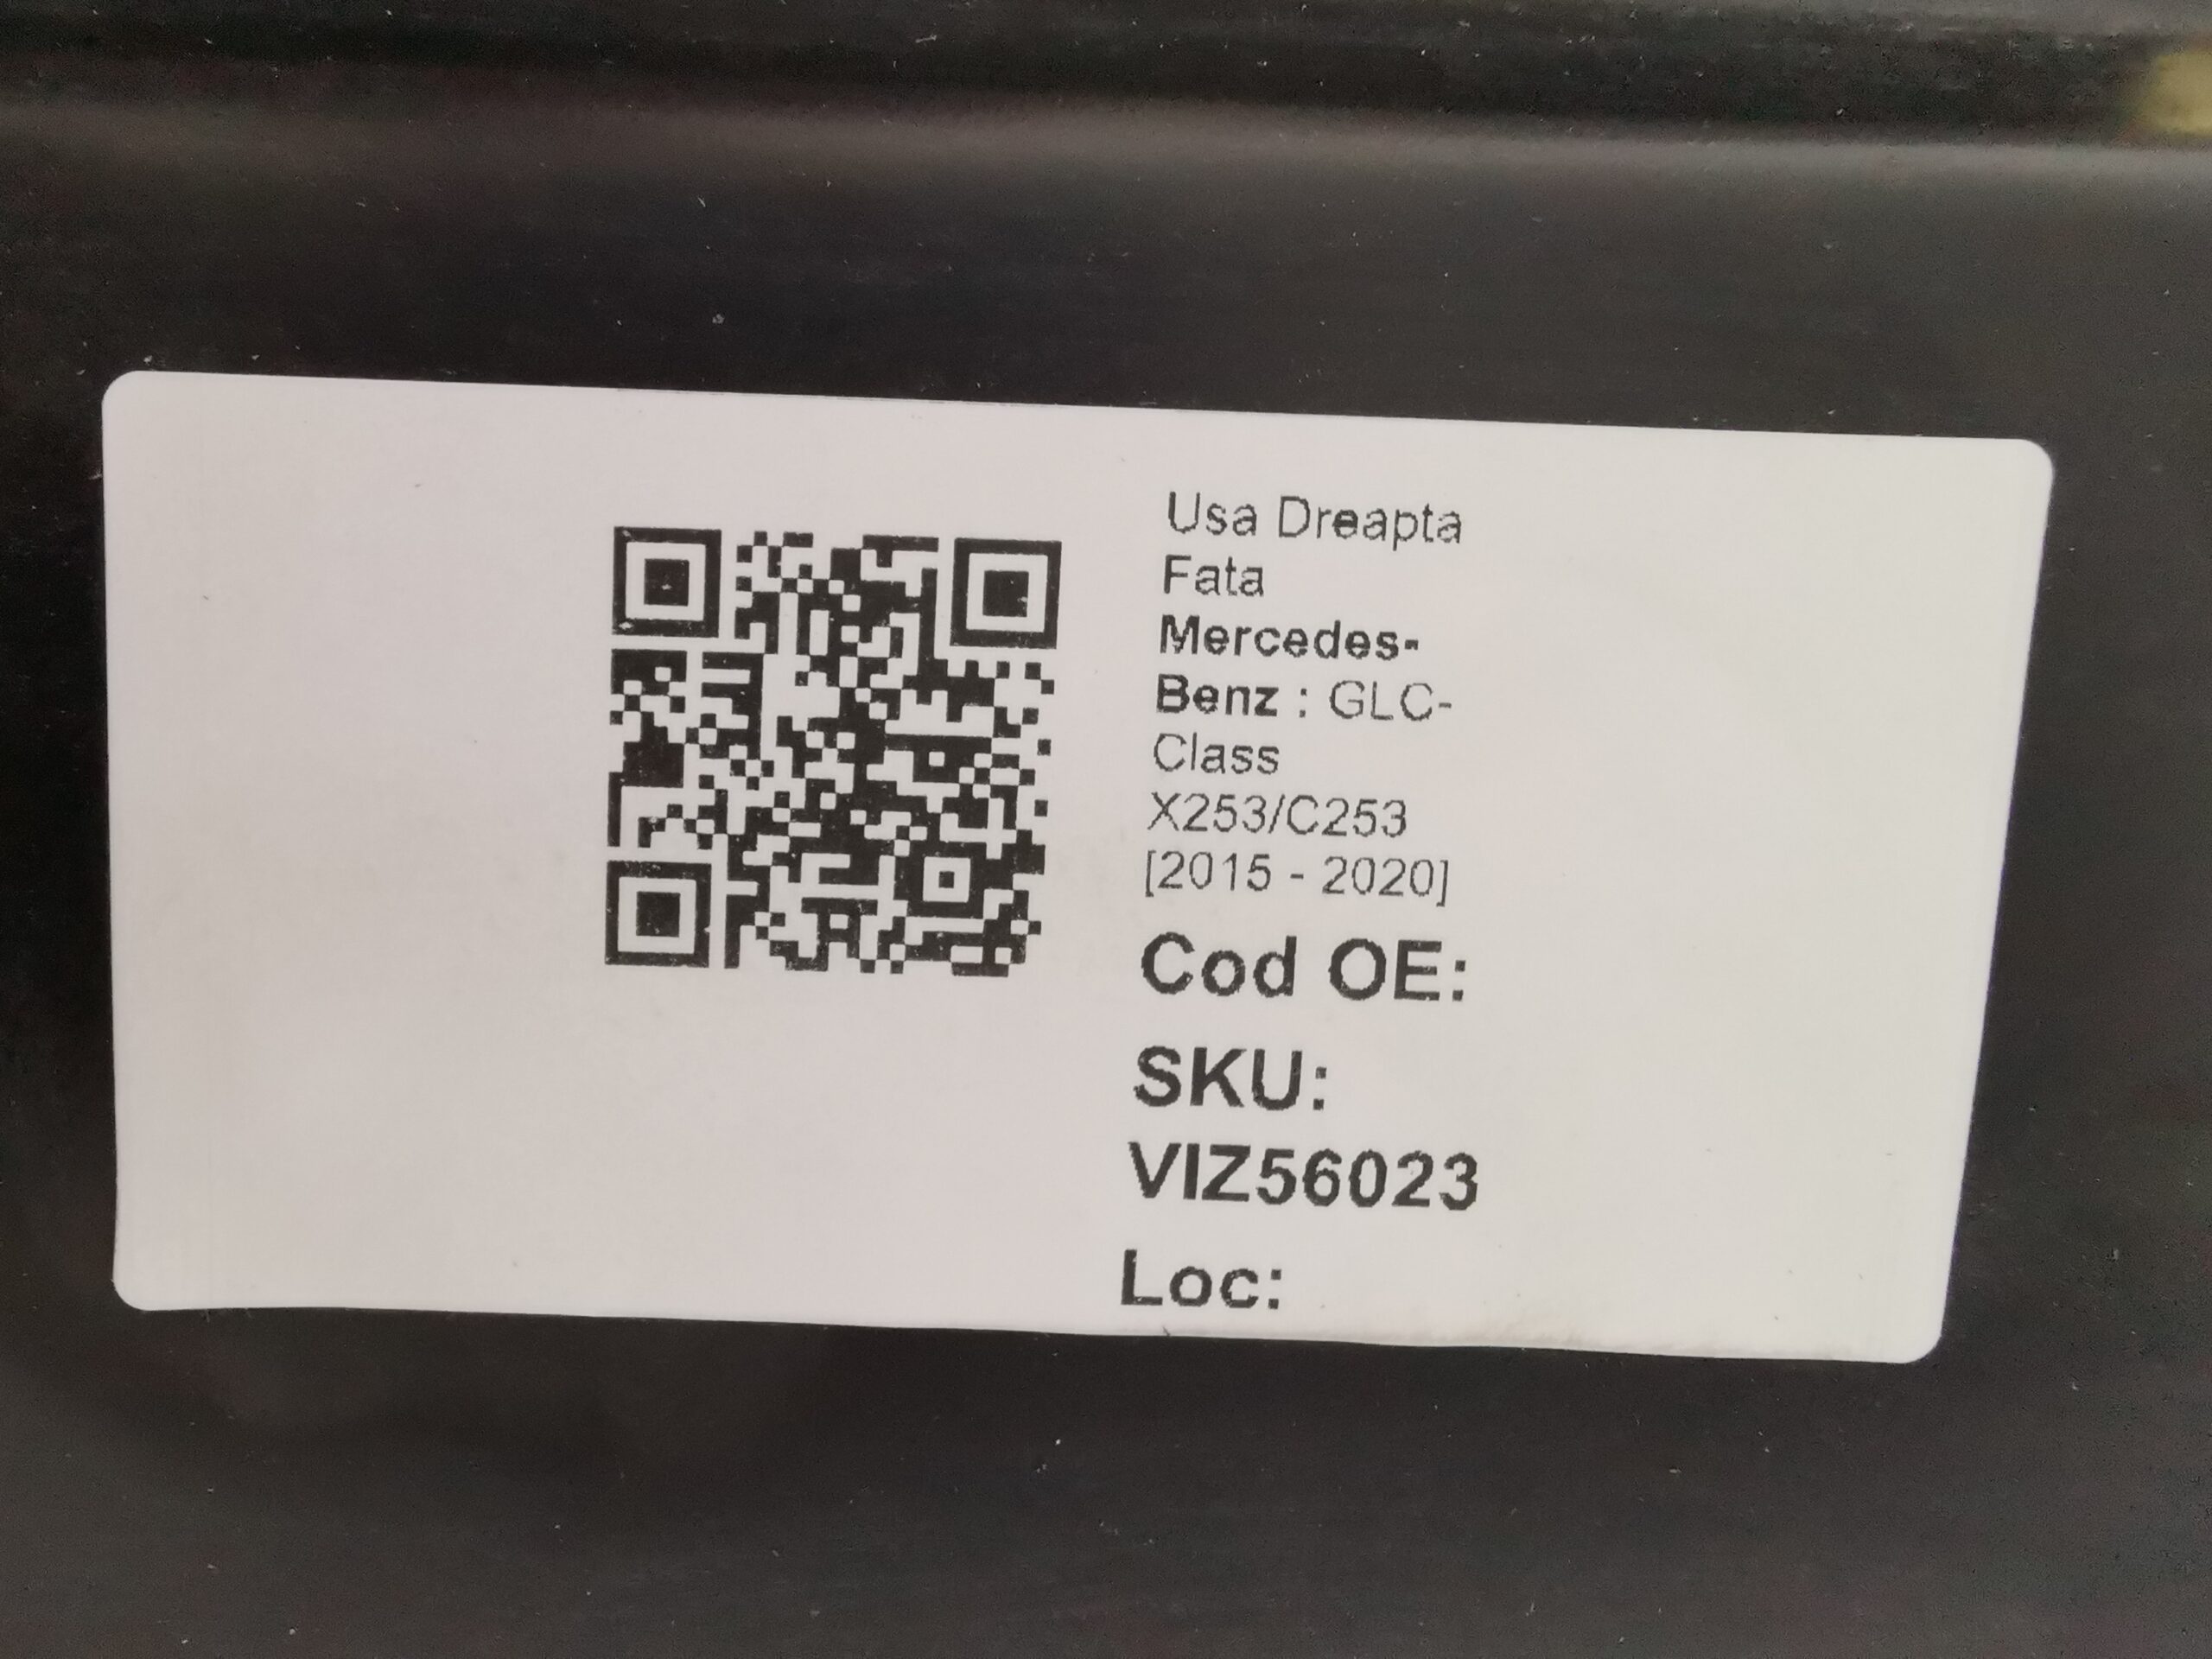 Usa Dreapta
Fata
Mercedes-
Benz : GLC-
Class
X253/C253
[2015 - 2020]
Cod OE:
SKU:
VIZ56023
Loc: